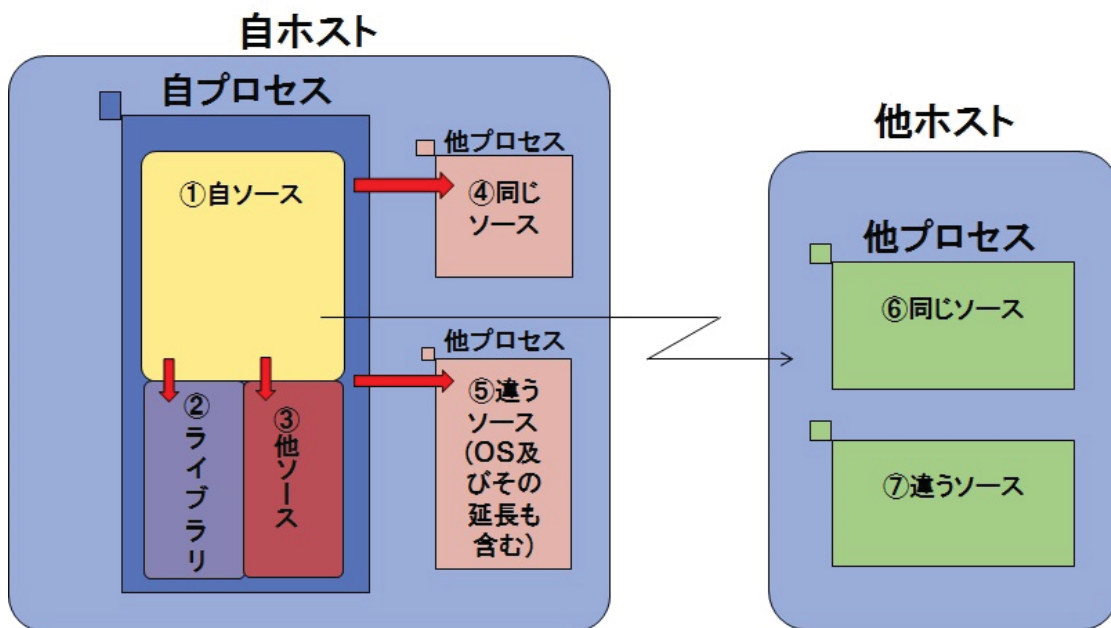 自ホスト
自プロセス
①自ソース
②ライブラリ
③他ソース
他プロセス
④同じ
ソース
他プロセス
⑤違う
ソース
(OS及
びその
延長も
含む)
他ホスト
他プロセス
⑥同じソース
⑦違うソース